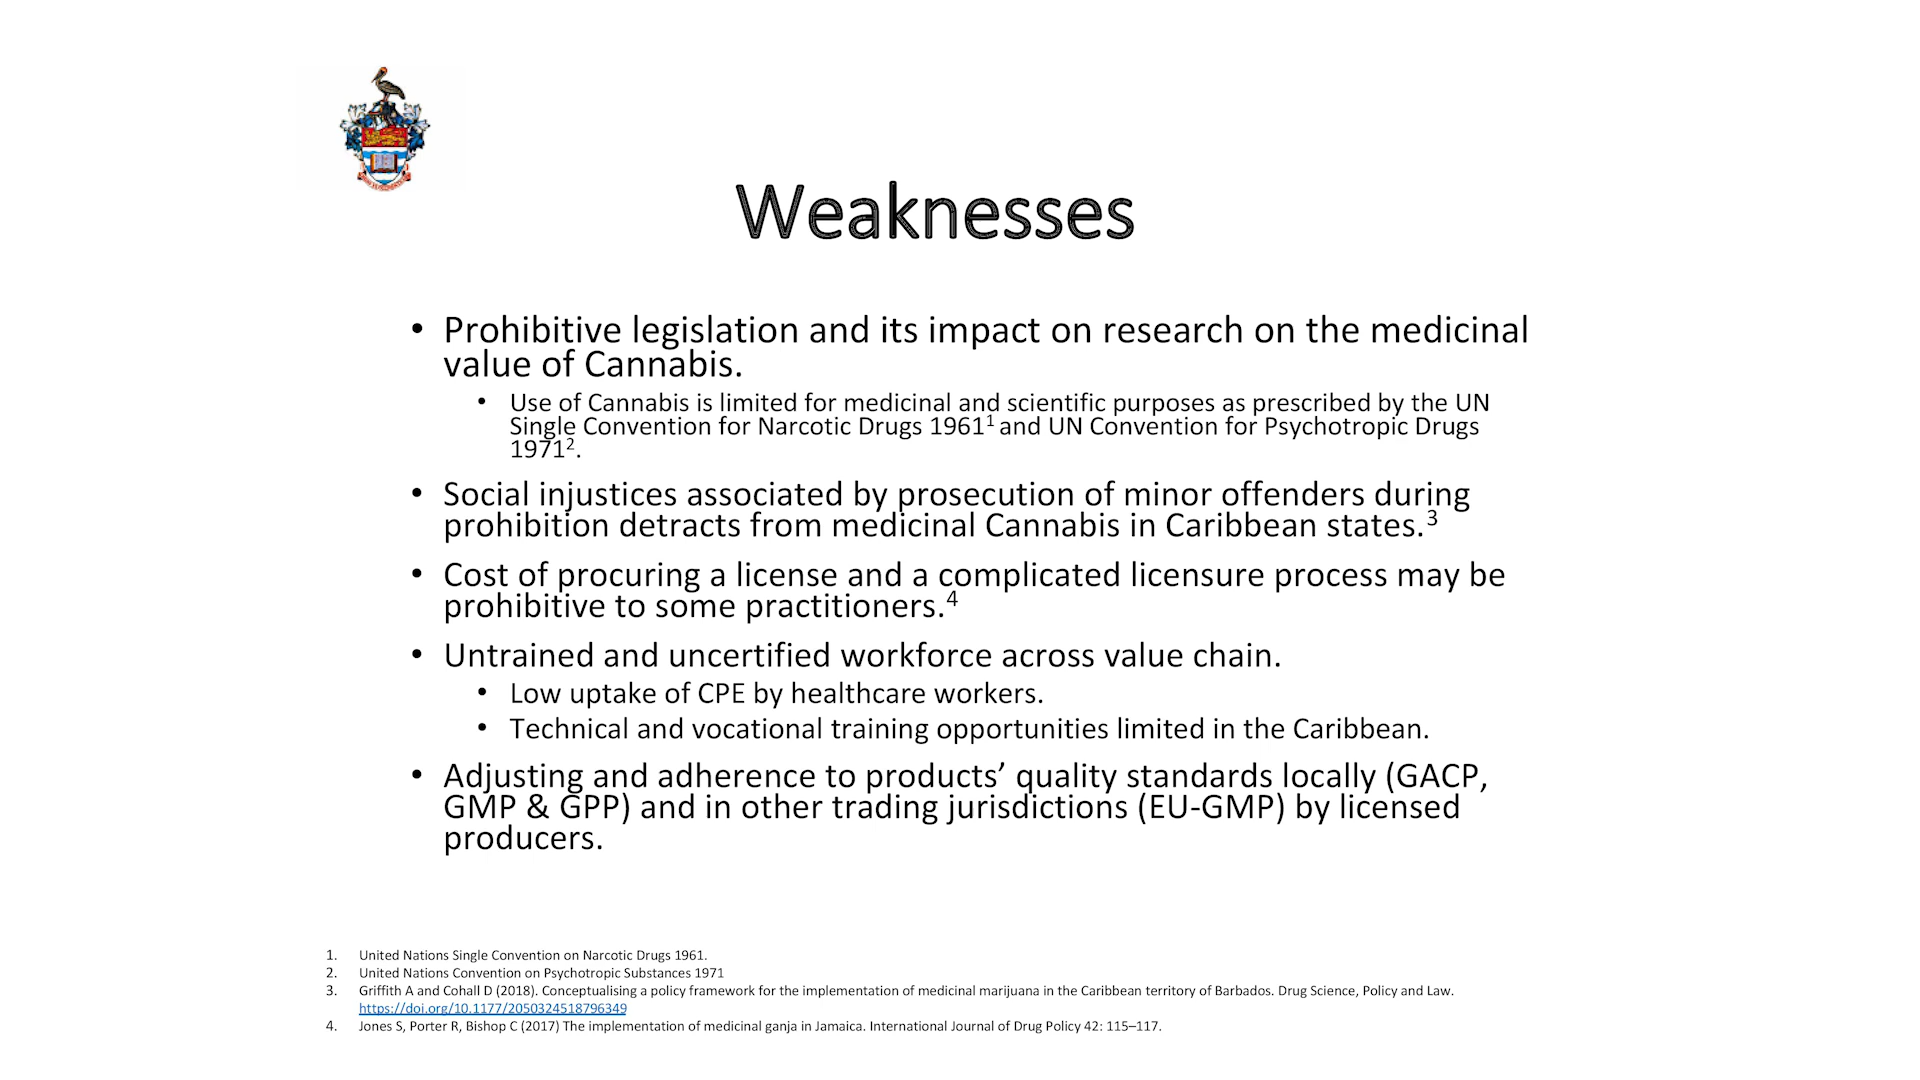 Weaknesses
• Prohibitive legislation and its impact on research on the medicinal
value of Cannabis.
• Use of Cannabis is limited for medicinal and scientific purposes as prescribed by the UN
Single Convention for Narcotic Drugs 1961¹ and UN Convention for Psychotropic Drugs
1971².
• Social injustices associated by prosecution of minor offenders during
prohibition detracts from medicinal Cannabis in Caribbean states.³
• Cost of procuring a license and a complicated licensure process may be
prohibitive to some practitioners.⁴
• Untrained and uncertified workforce across value chain.
• Low uptake of CPE by healthcare workers.
• Technical and vocational training opportunities limited in the Caribbean.
• Adjusting and adherence to products’ quality standards locally (GACP,
GMP & GPP) and in other trading jurisdictions (EU-GMP) by licensed
producers.
1. United Nations Single Convention on Narcotic Drugs 1961.
2. United Nations Convention on Psychotropic Substances 1971
3. Griffith A and Cohall D (2018). Conceptualising a policy framework for the implementation of medicinal marijuana in the Caribbean territory of Barbados. Drug Science, Policy and Law.
https://doi.org/10.1177/2050324518796349
4. Jones S, Porter R, Bishop C (2017) The implementation of medicinal ganja in Jamaica. International Journal of Drug Policy 42: 115–117.